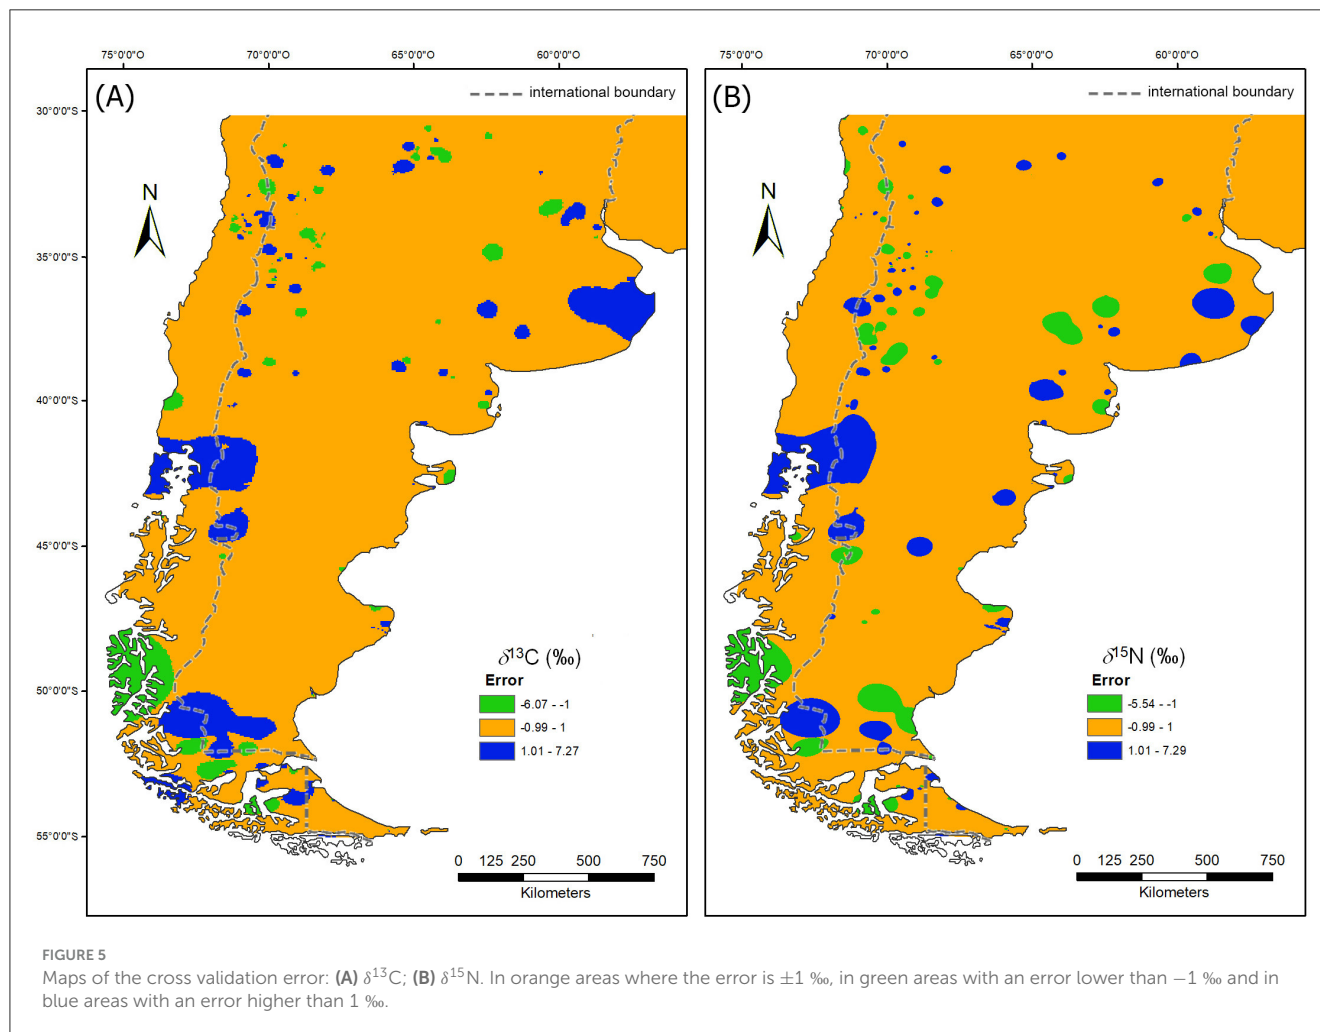 75°0'0"O 70°0'0"O 65°0'0"O 60°0'0"O
75°0'0"O 70°0'0"O 65°0'0"O 60°0'0"O
(A)
international boundary
(B)
international boundary
30°0'0"S
N
N
35°0'0"S
40°0'0"S
45°0'0"S
δ13C (‰)
Error
-6.07 - -1
-0.99 - 1
1.01 - 7.27
δ15N (‰)
Error
-5.54 - -1
-0.99 - 1
1.01 - 7.29
50°0'0"S
55°0'0"S
0 125 250 500 750
Kilometers
0 125 250 500 750
Kilometers
FIGURE 5
Maps of the cross validation error: (A) δ13C; (B) δ15N. In orange areas where the error is ±1 ‰, in green areas with an error lower than −1 ‰ and in
blue areas with an error higher than 1 ‰.